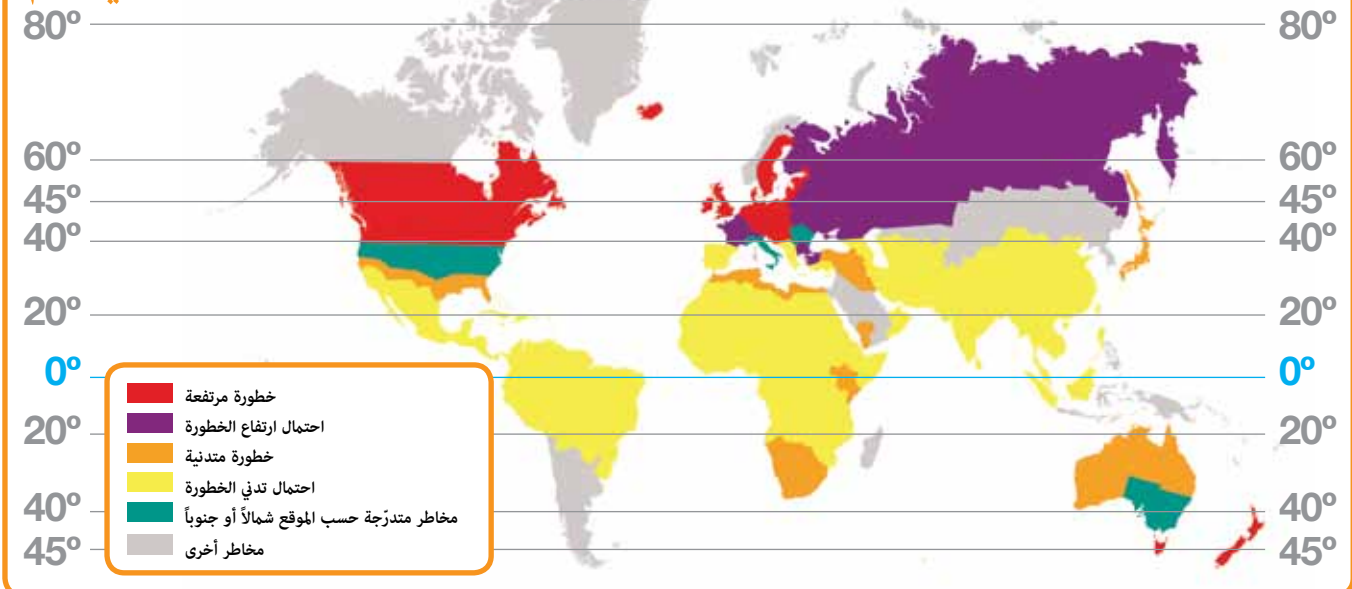 80º 80º
60º 60º
45º 45º
40º 40º
20º 20º
0º 0º
20º 20º
40º 40º
45º 45º
خطورة مرتفعة
احتمال ارتفاع الخطورة
خطورة متدنية
احتمال تدني الخطورة
مخاطر متدرّجة حسب الموقع شمالاً أو جنوباً
مخاطر أخرى